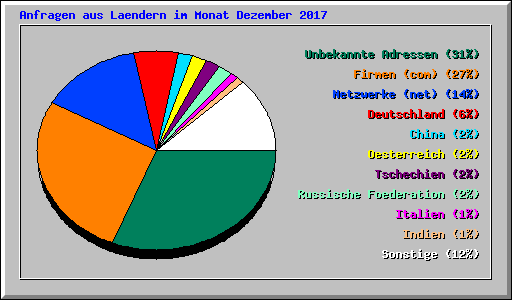 Anfragen aus Laendern im Monat Dezember 2017
Unbekannte Adressen (31%)
Firmen (com) (27%)
Netzwerke (net) (14%)
Deutschland (6%)
China (2%)
Oesterreich (2%)
Tschechien (2%)
Russische Foederation (2%)
Italien (1%)
Indien (1%)
Sonstige (12%)